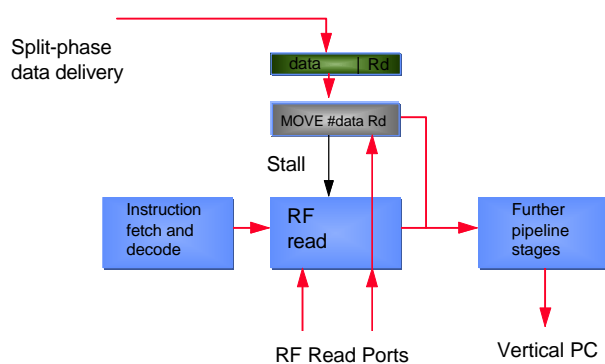 Split-phase
data delivery
data | Rd
MOVE #data Rd
Stall
Instruction
fetch and
decode
RF
read
Further
pipeline
stages
RF Read Ports
Vertical PC